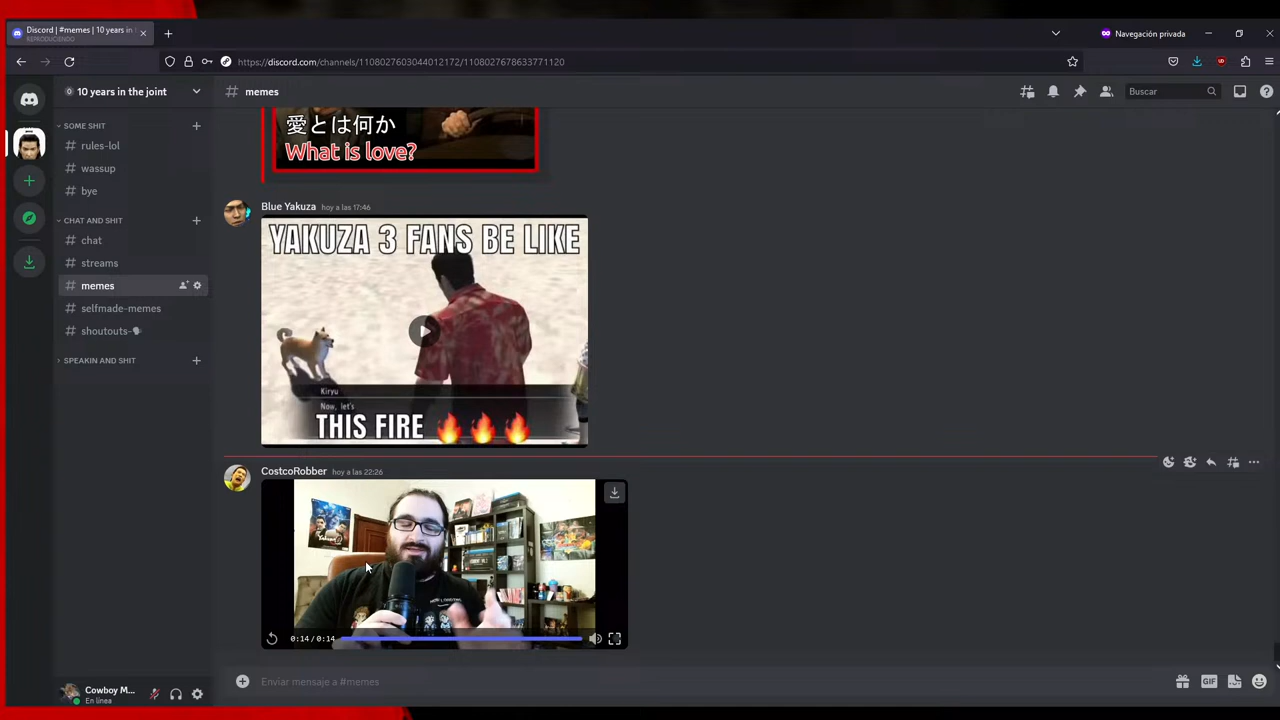 Discord | #memes | 10 years in
REPRODUCIENDO
Navegación privada
https://discord.com/channels/1108027603044012172/1108027678633771120
10 years in the joint
memes
Buscar
SOME SHIT
rules-lol
wassup
bye
CHAT AND SHIT
chat
streams
memes
selfmade-memes
shoutouts-
SPEAKIN AND SHIT
愛とは何か
What is love?
Blue Yakuza hoy a las 17:46
YAKUZA 3 FANS BE LIKE
Kiryu
Now, let's
THIS FIRE 🔥🔥🔥
CostcoRobber hoy a las 22:26
Yakuza
0:14 / 0:14
Enviar mensaje a #memes
GIF
Cowboy M...
En línea